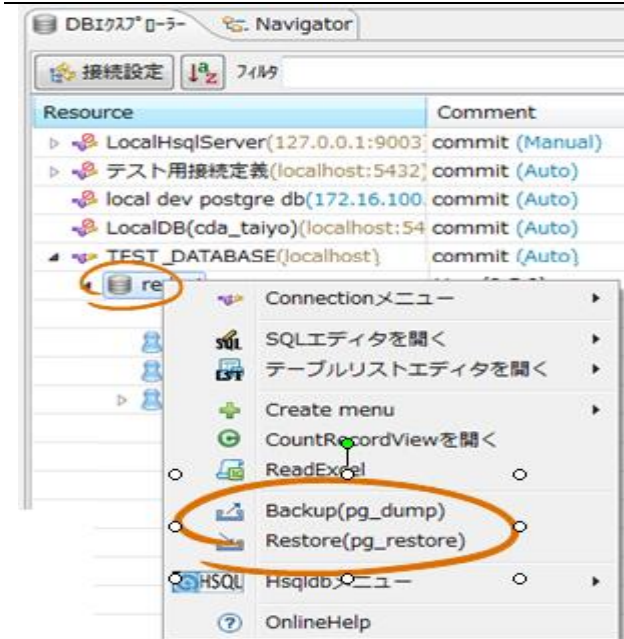 DBｴｸｽﾌﾟﾛｰﾗｰ Navigator
接続設定 ﾌｨﾙﾀ
Resource Comment
LocalHsqlServer(127.0.0.1:9003 commit (Manual)
テスト用接続定義(localhost:5432) commit (Auto)
local dev postgre db(172.16.100. commit (Auto)
LocalDB(cda_taiyo)(localhost:54 commit (Auto)
TEST_DATABASE(localhost) commit (Auto)
Connectionメニュー
SQL SQLエディタを開く
LST テーブルリストエディタを開く
Create menu
CountRecordViewを開く
ReadExcel
Backup(pg_dump)
Restore(pg_restore)
HSQL Hsqldbメニュー
OnlineHelp